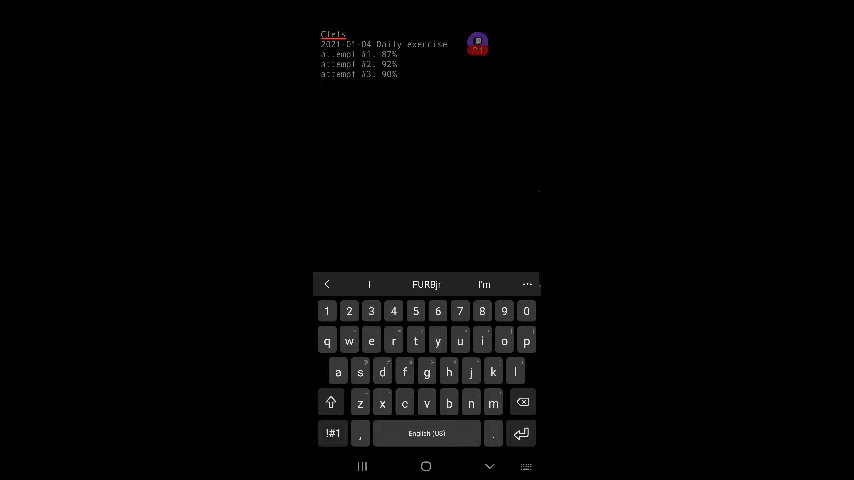 Clefs
2021-01-04 Daily exercise
attempt #1: 87%
attempt #2: 92%
attempt #3: 90%
I FURBjr I'm ...
1 2 3 4 5 6 7 8 9 0
q w e r t y u i o p
a s d f g h j k l
z x c v b n m
!#1 , English (US) .